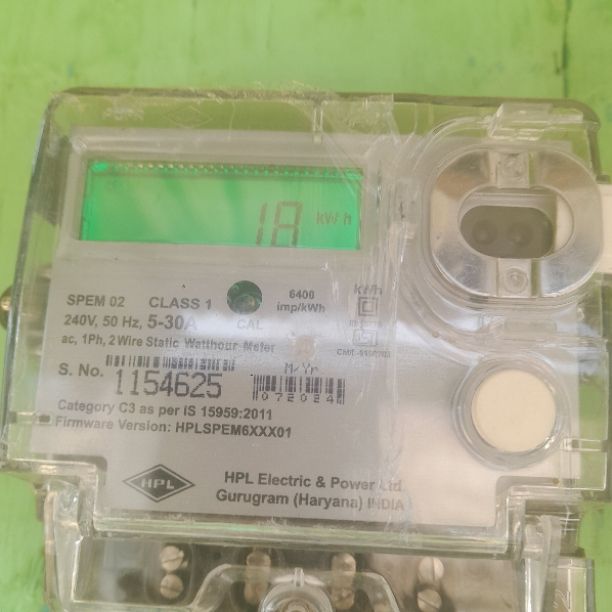 18 kWh
SPEM 02 CLASS 1 6400 imp/kWh kWh
240V, 50 Hz, 5-30A CAL
ac, 1Ph, 2 Wire Static Watthour Meter
S. No. 1154625 M/Yr 072024
Category C3 as per IS 15959:2011
Firmware Version: HPLSPEM6XXX01
HPL HPL Electric & Power Ltd
Gurugram (Haryana) INDIA